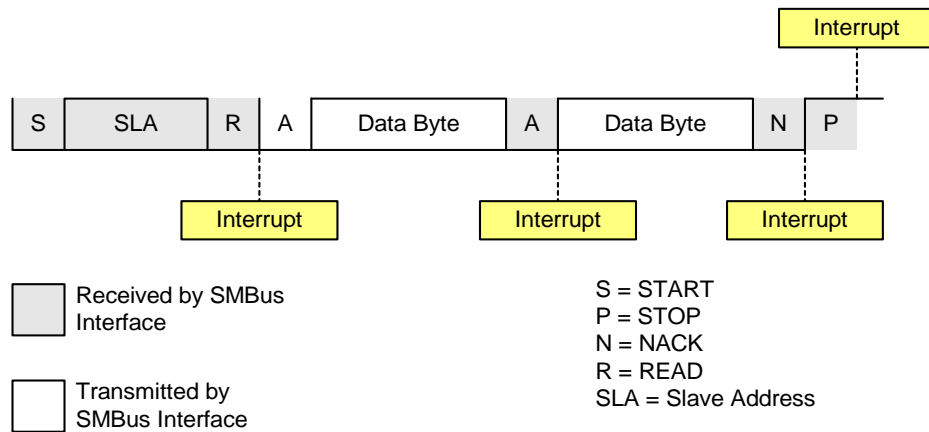 Interrupt
S SLA R A Data Byte A Data Byte N P
Interrupt Interrupt Interrupt
Received by SMBus
Interface
Transmitted by
SMBus Interface
S = START
P = STOP
N = NACK
R = READ
SLA = Slave Address